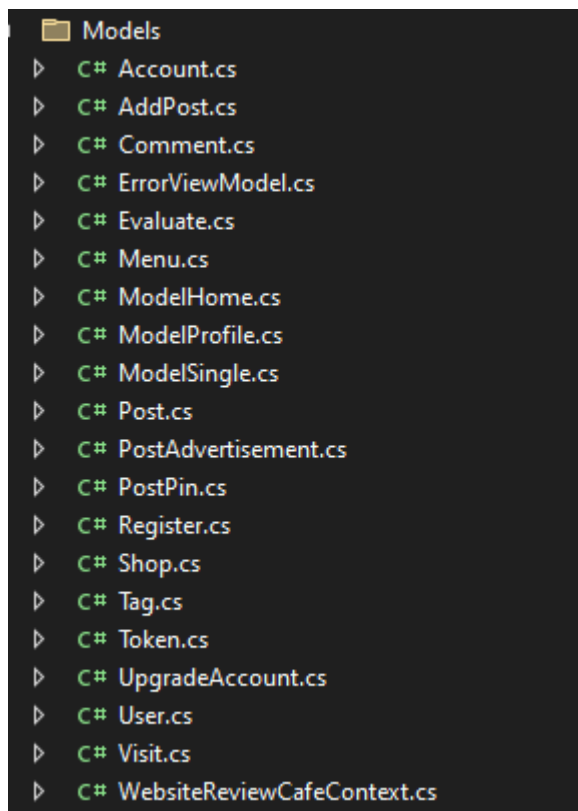 Models
C# Account.cs
C# AddPost.cs
C# Comment.cs
C# ErrorViewModel.cs
C# Evaluate.cs
C# Menu.cs
C# ModelHome.cs
C# ModelProfile.cs
C# ModelSingle.cs
C# Post.cs
C# PostAdvertisement.cs
C# PostPin.cs
C# Register.cs
C# Shop.cs
C# Tag.cs
C# Token.cs
C# UpgradeAccount.cs
C# User.cs
C# Visit.cs
C# WebsiteReviewCafeContext.cs